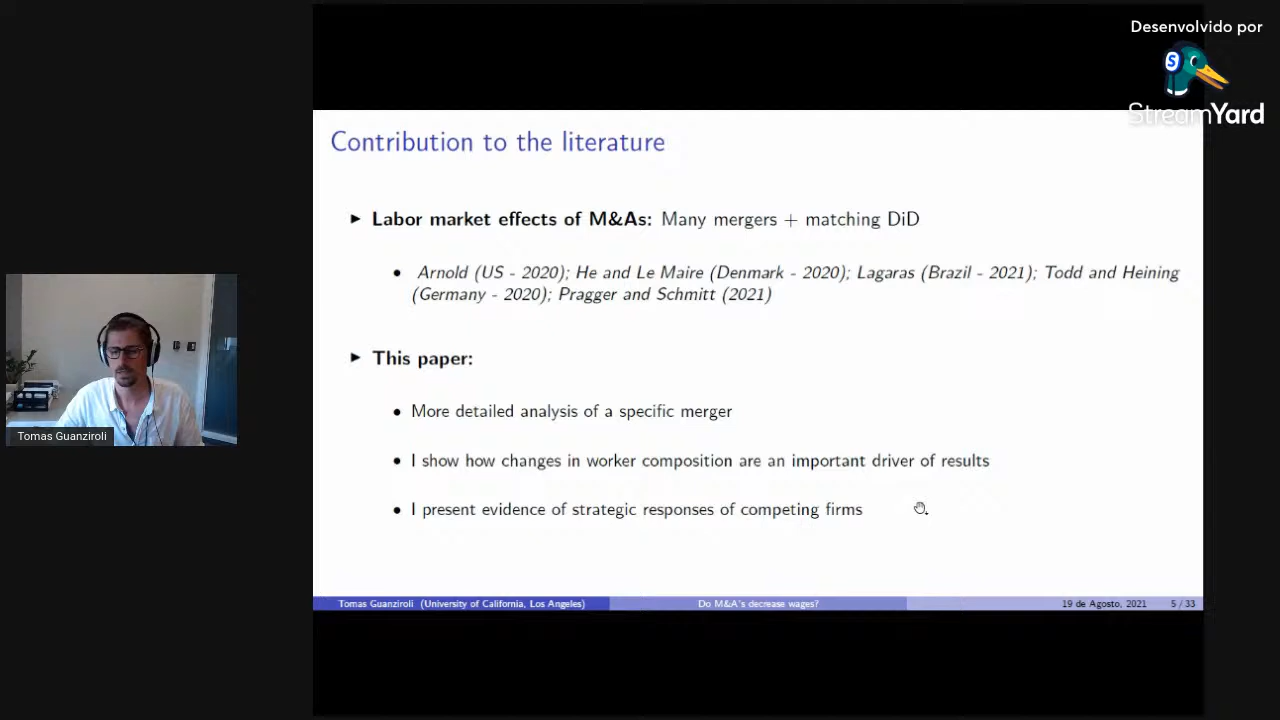 Desenvolvido por
StreamYard
Contribution to the literature
Labor market effects of M&As: Many mergers + matching DiD
Arnold (US - 2020); He and Le Maire (Denmark - 2020); Lagaras (Brazil - 2021); Todd and Heining
(Germany - 2020); Pragger and Schmitt (2021)
This paper:
More detailed analysis of a specific merger
I show how changes in worker composition are an important driver of results
I present evidence of strategic responses of competing firms
Tomas Guanziroli
Tomas Guanziroli (University of California, Los Angeles) Do M&A's decrease wages? 19 de Agosto, 2021 5 / 33